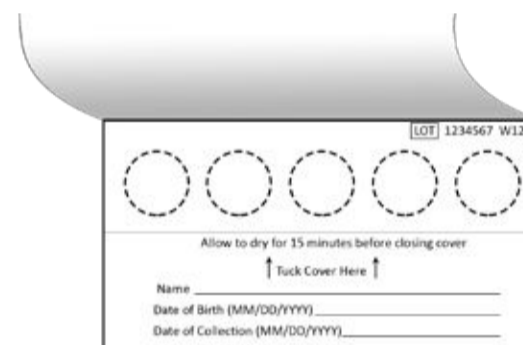 LOT 1234567 W12
Allow to dry for 15 minutes before closing cover
↑ Tuck Cover Here ↑
Name
Date of Birth (MM/DD/YYYY)
Date of Collection (MM/DD/YYYY)